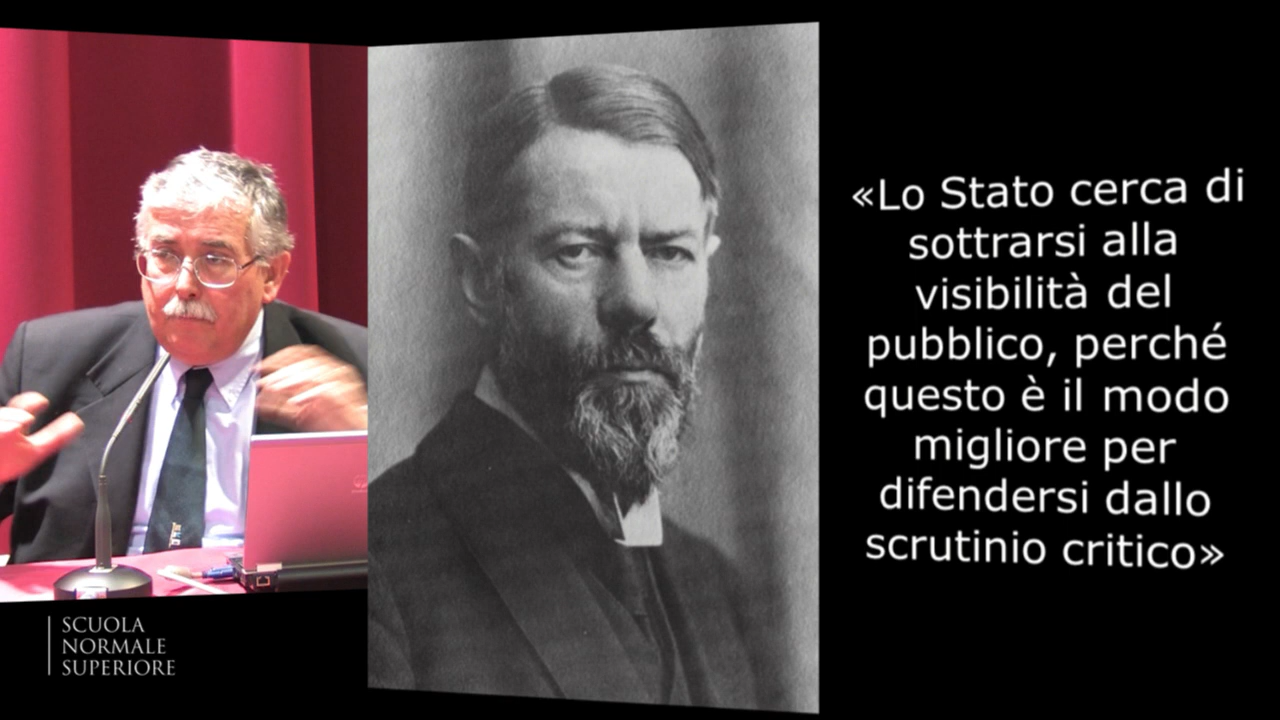 «Lo Stato cerca di
sottrarsi alla
visibilità del
pubblico, perché
questo è il modo
migliore per
difendersi dallo
scrutinio critico»
SCUOLA
NORMALE
SUPERIORE